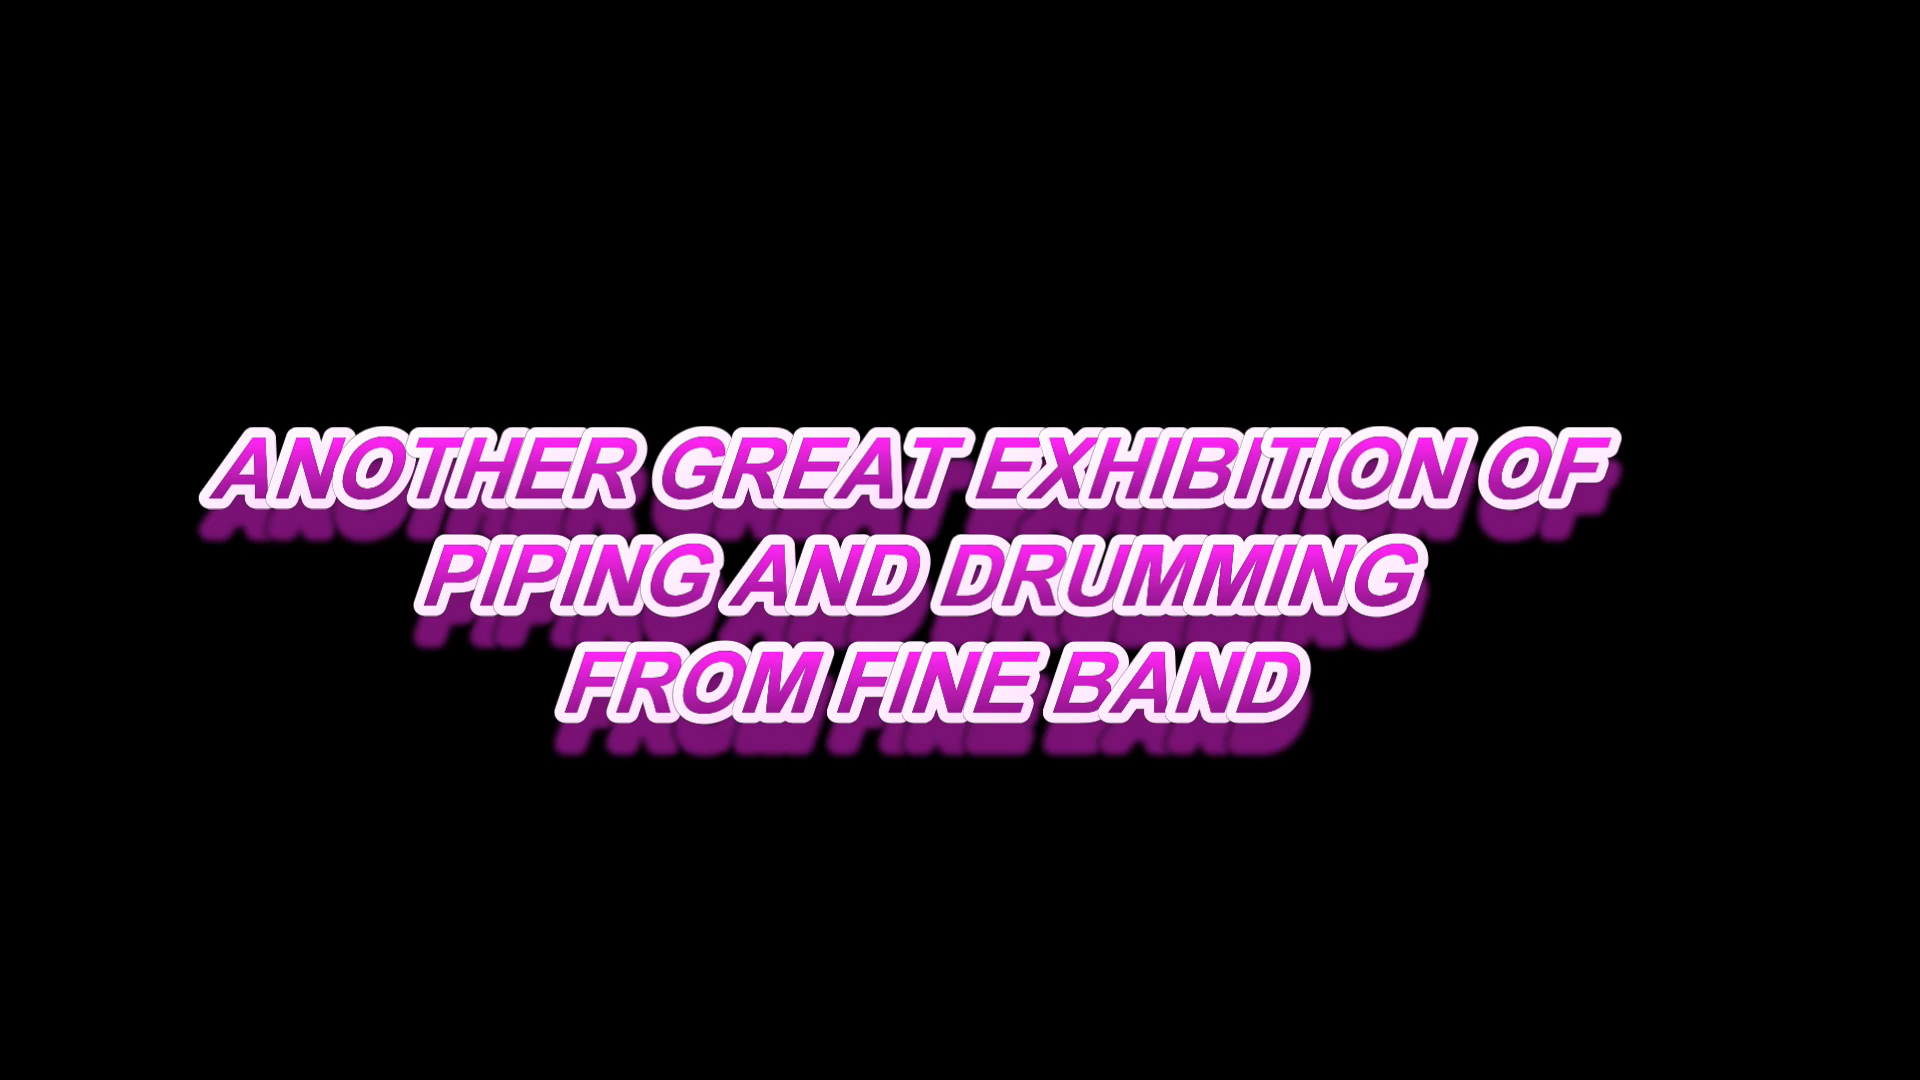 ANOTHER GREAT EXHIBITION OF
PIPING AND DRUMMING
FROM FINE BAND